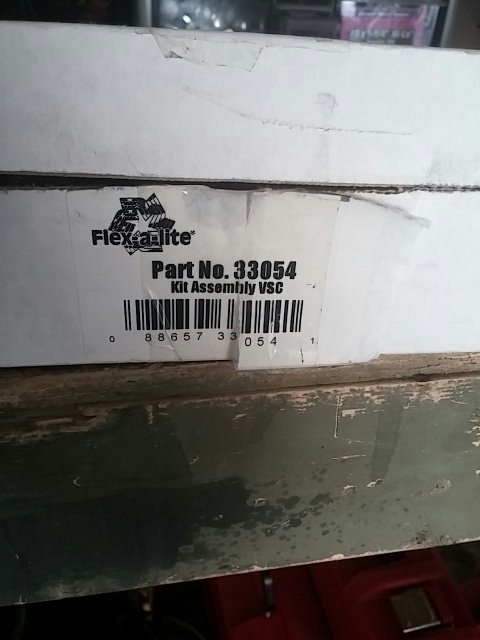 Flex-a-lite®
Part No. 33054
Kit Assembly VSC
0 88657 33054 1